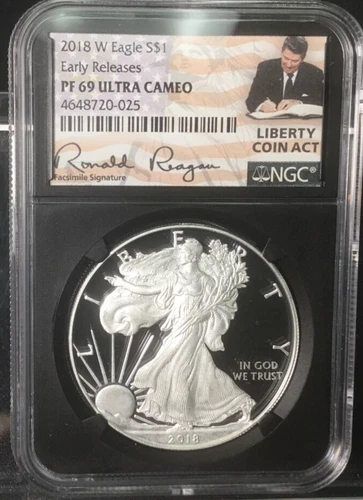 2018 W Eagle S$1
Early Releases
PF 69 ULTRA CAMEO
4648720-025
LIBERTY
COIN ACT
Ronald Reagan
Facsimile Signature
NGC
LIBERTY
IN GOD
WE TRUST
2018